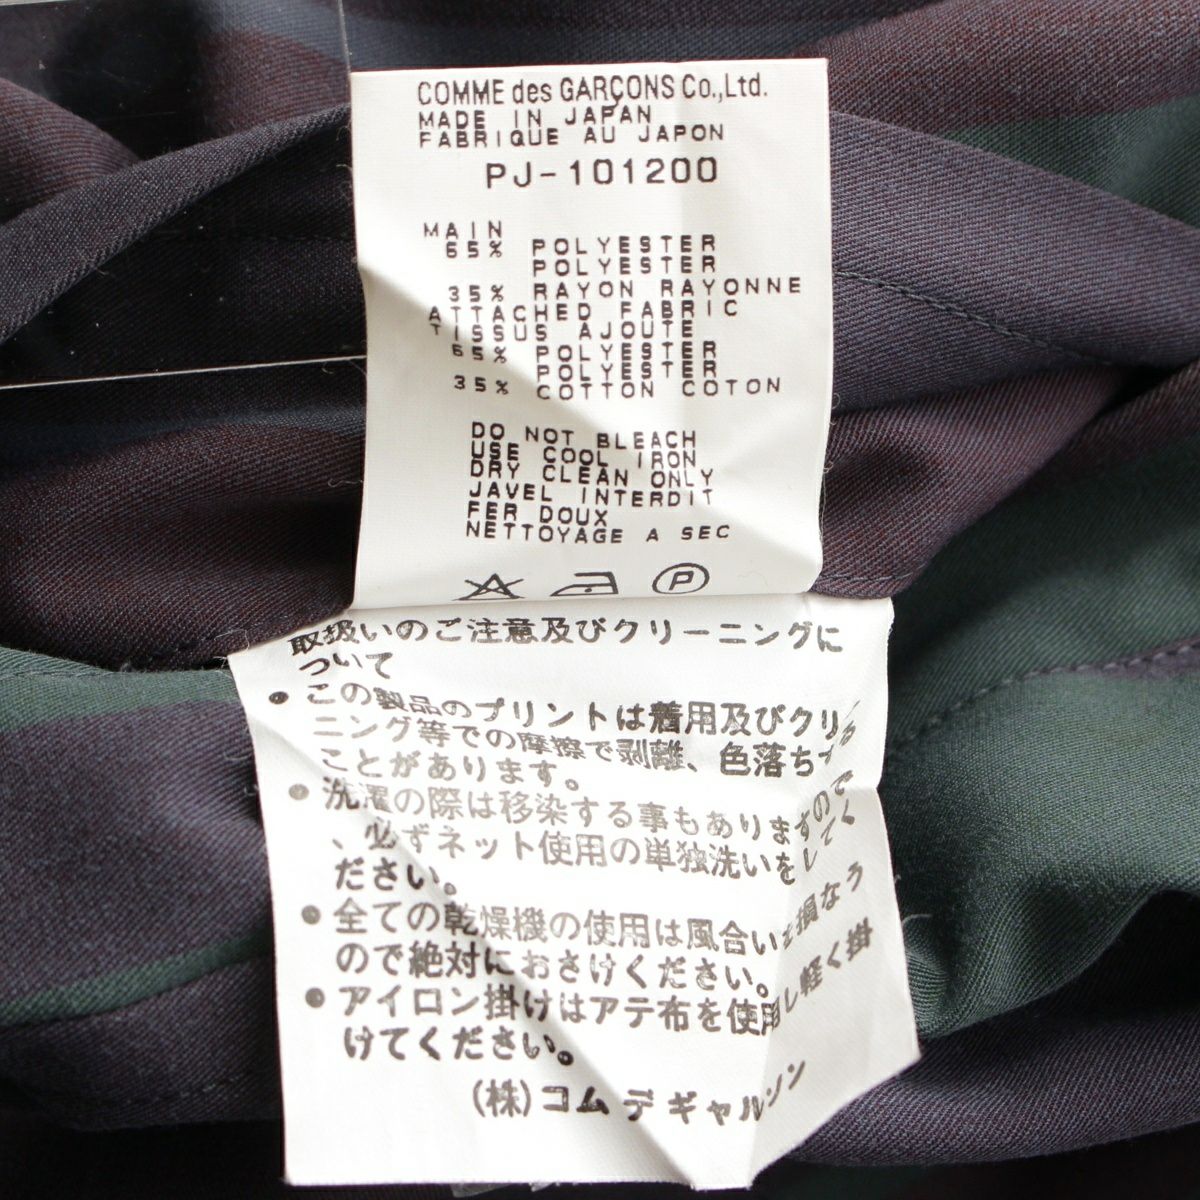 COMME des GARÇONS Co.,Ltd.
MADE IN JAPAN
FABRIQUE AU JAPON
PJ-101200
MAIN
65% POLYESTER
POLYESTER
35% RAYON RAYONNE
ATTACHED FABRIC
TISSUS AJOUTE
65% POLYESTER
POLYESTER
35% COTTON COTON
DO NOT BLEACH
USE COOL IRON
DRY CLEAN ONLY
JAVEL INTERDIT
FER DOUX
NETTOYAGE A SEC
P
取扱いのご注意及びクリーニングに
ついて
● この製品のプリントは着用及びクリー
ニング等での摩擦で剥離、色落ちする
ことがあります。
● 洗濯の際は移染する事もありますので
、必ずネット使用の単独洗いをしてく
ださい。
● 全ての乾燥機の使用は風合いを損なう
ので絶対におさけください。
● アイロン掛けはアテ布を使用し軽く掛
けてください。
(株)コム デ ギャルソン